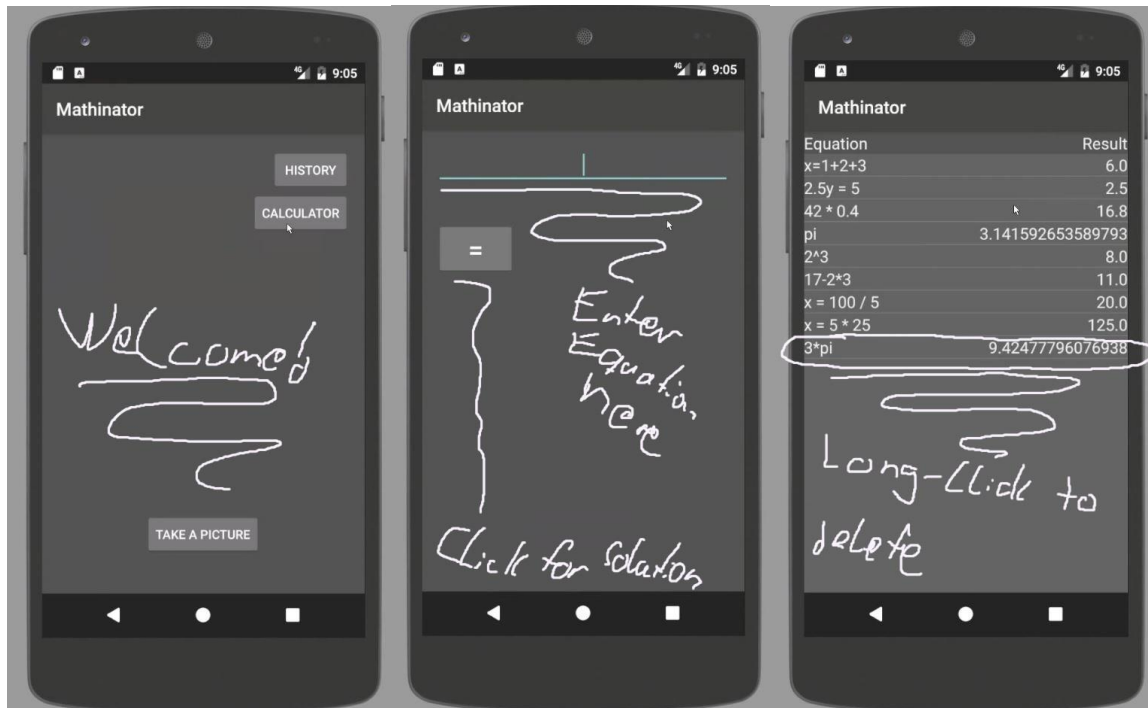 4G 9:05
Mathinator
HISTORY
CALCULATOR
Welcome!
TAKE A PICTURE
A 4G 9:05
Mathinator
=
Enter
Equation
here
Click for solution
A 4G 9:05
Mathinator
Equation Result
x=1+2+3 6.0
2.5y = 5 2.5
42 * 0.4 16.8
pi 3.141592653589793
2^3 8.0
17-2*3 11.0
x = 100 / 5 20.0
x = 5 * 25 125.0
3*pi 9.42477796076938
Long-Click to
delete